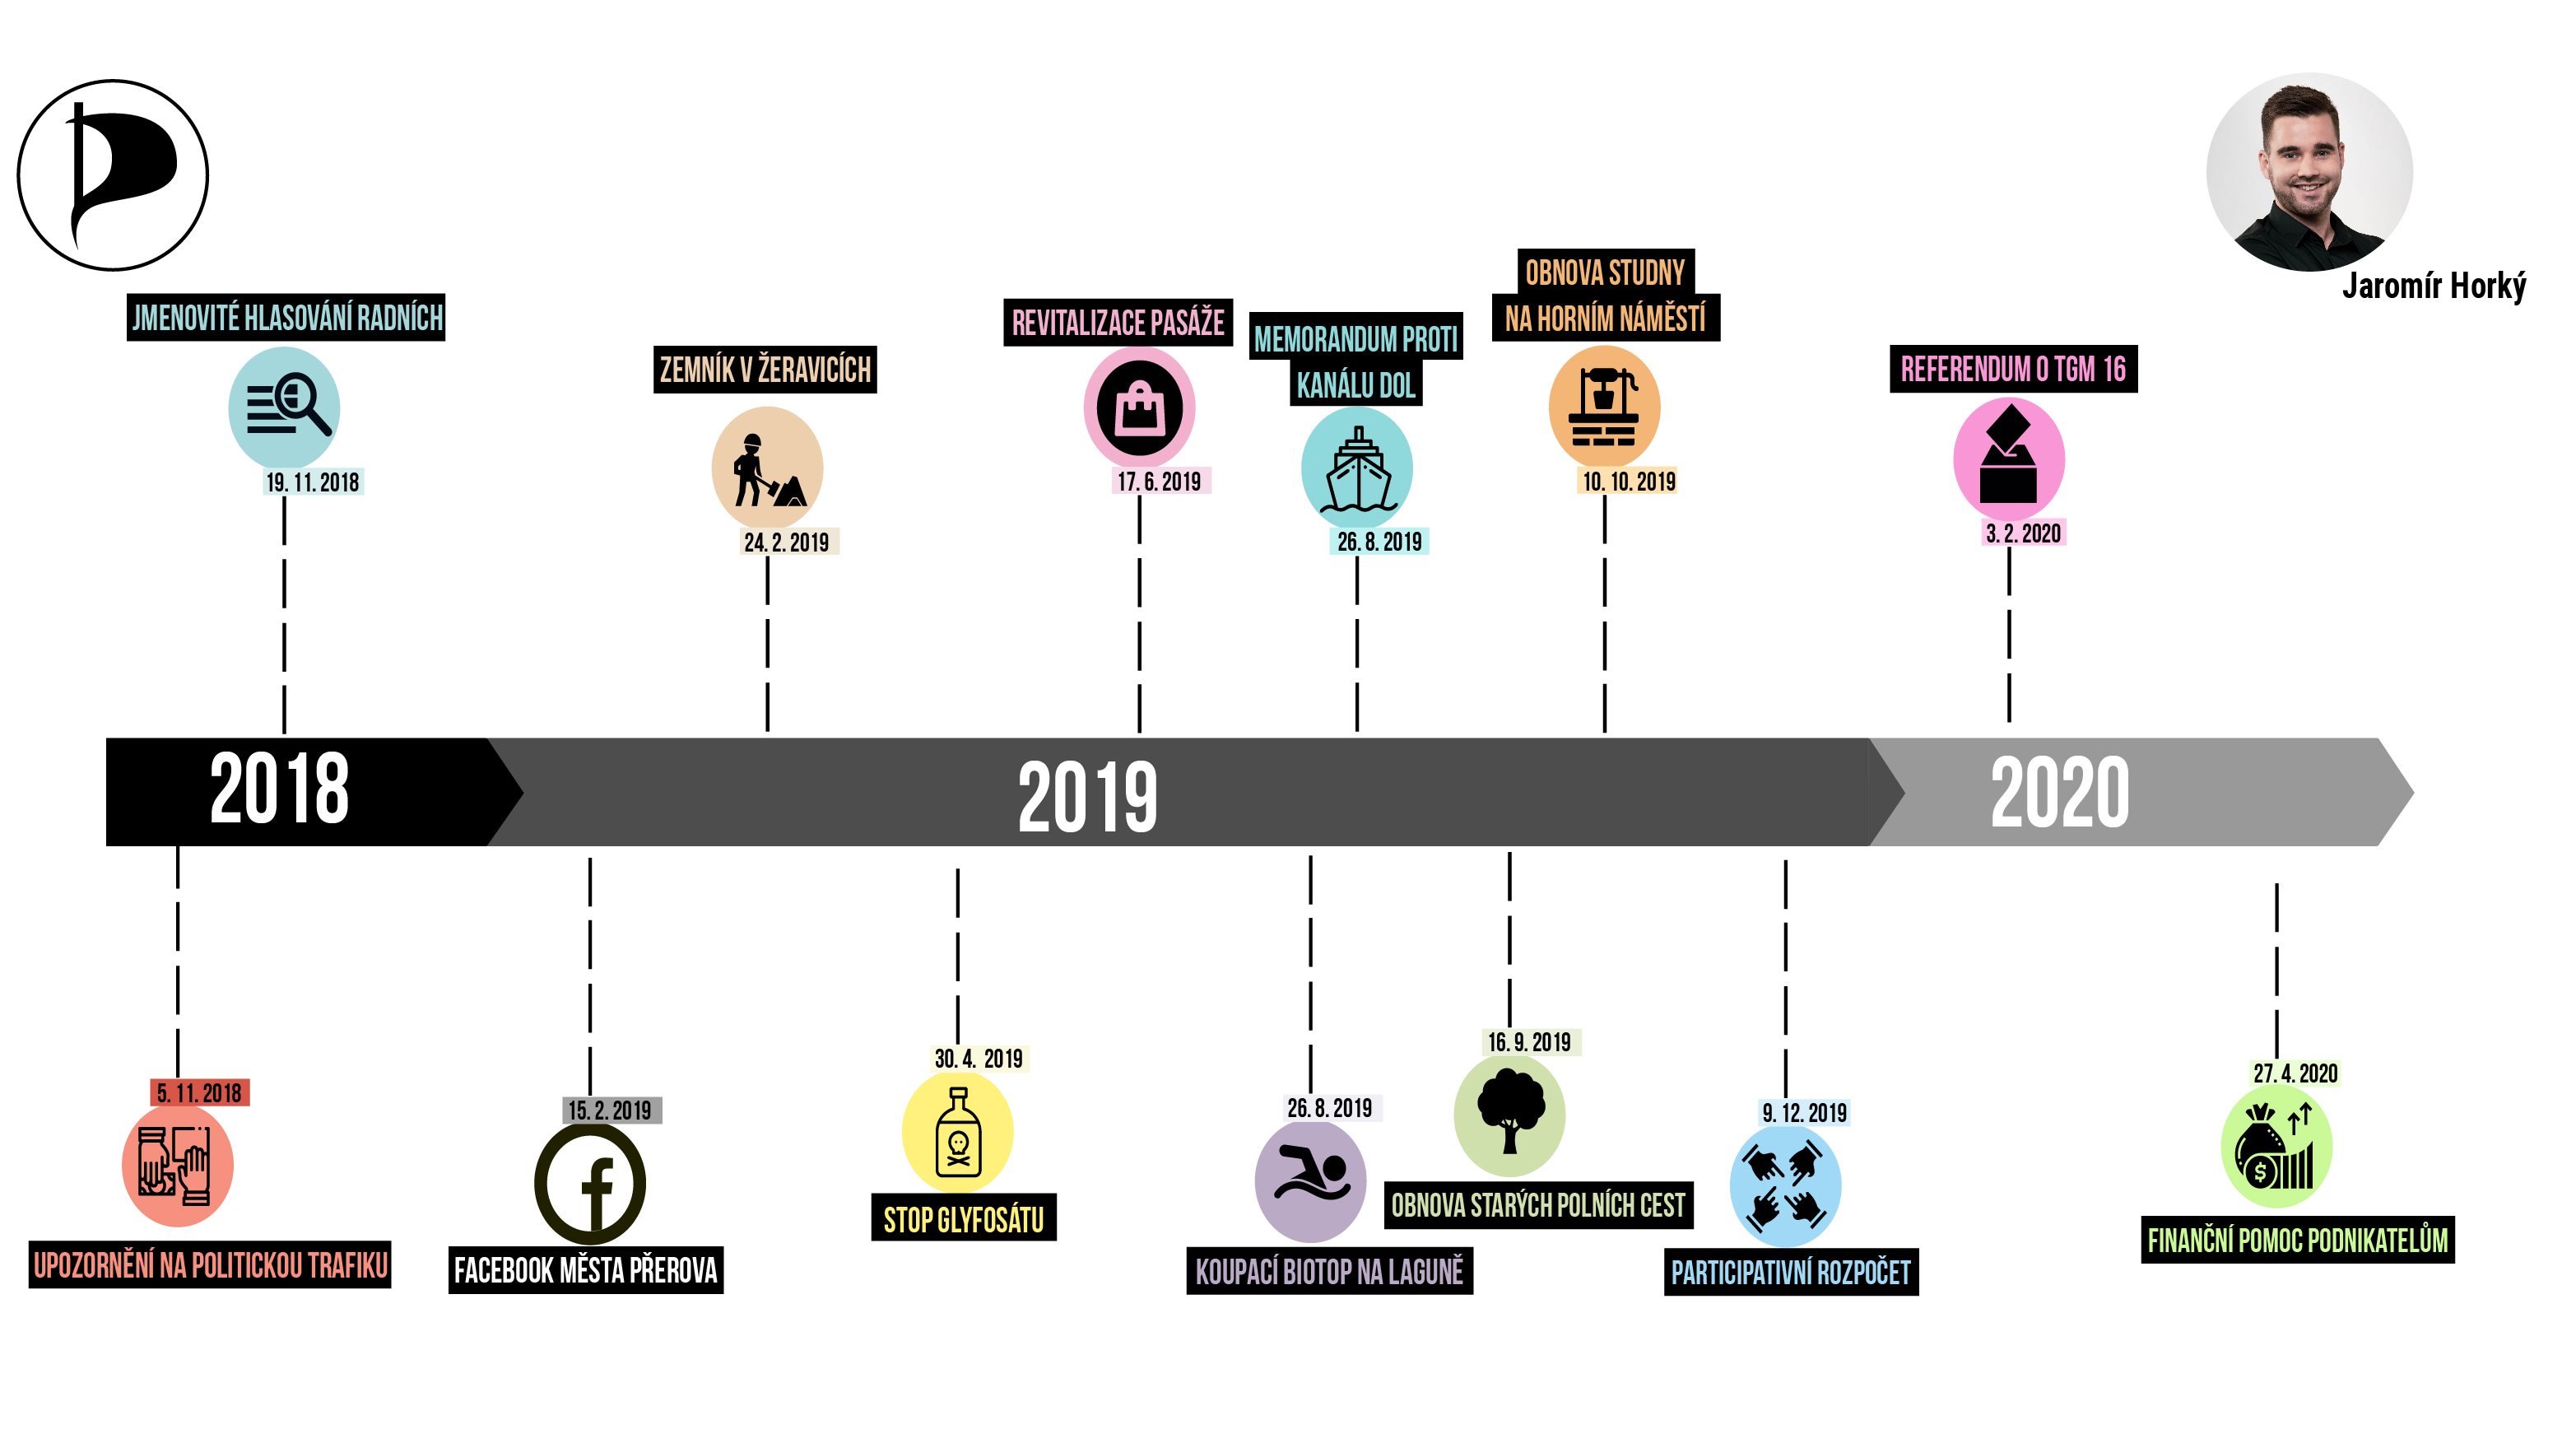 Jaromír Horký
JMENOVITÉ HLASOVÁNÍ RADNÍCH
19. 11. 2018
ZEMNÍK V ŽERAVICÍCH
24. 2. 2019
REVITALIZACE PASÁŽE
17. 6. 2019
MEMORANDUM PROTI
KANÁLU DOL
26. 8. 2019
OBNOVA STUDNY
NA HORNÍM NÁMĚSTÍ
10. 10. 2019
REFERENDUM O TGM 16
3. 2. 2020
2018
2019
2020
5. 11. 2018
UPOZORNĚNÍ NA POLITICKOU TRAFIKU
15. 2. 2019
FACEBOOK MĚSTA PŘEROVA
30. 4. 2019
STOP GLYFOSÁTU
26. 8. 2019
KOUPACÍ BIOTOP NA LAGUNĚ
16. 9. 2019
OBNOVA STARÝCH POLNÍCH CEST
9. 12. 2019
PARTICIPATIVNÍ ROZPOČET
27. 4. 2020
FINANČNÍ POMOC PODNIKATELŮM